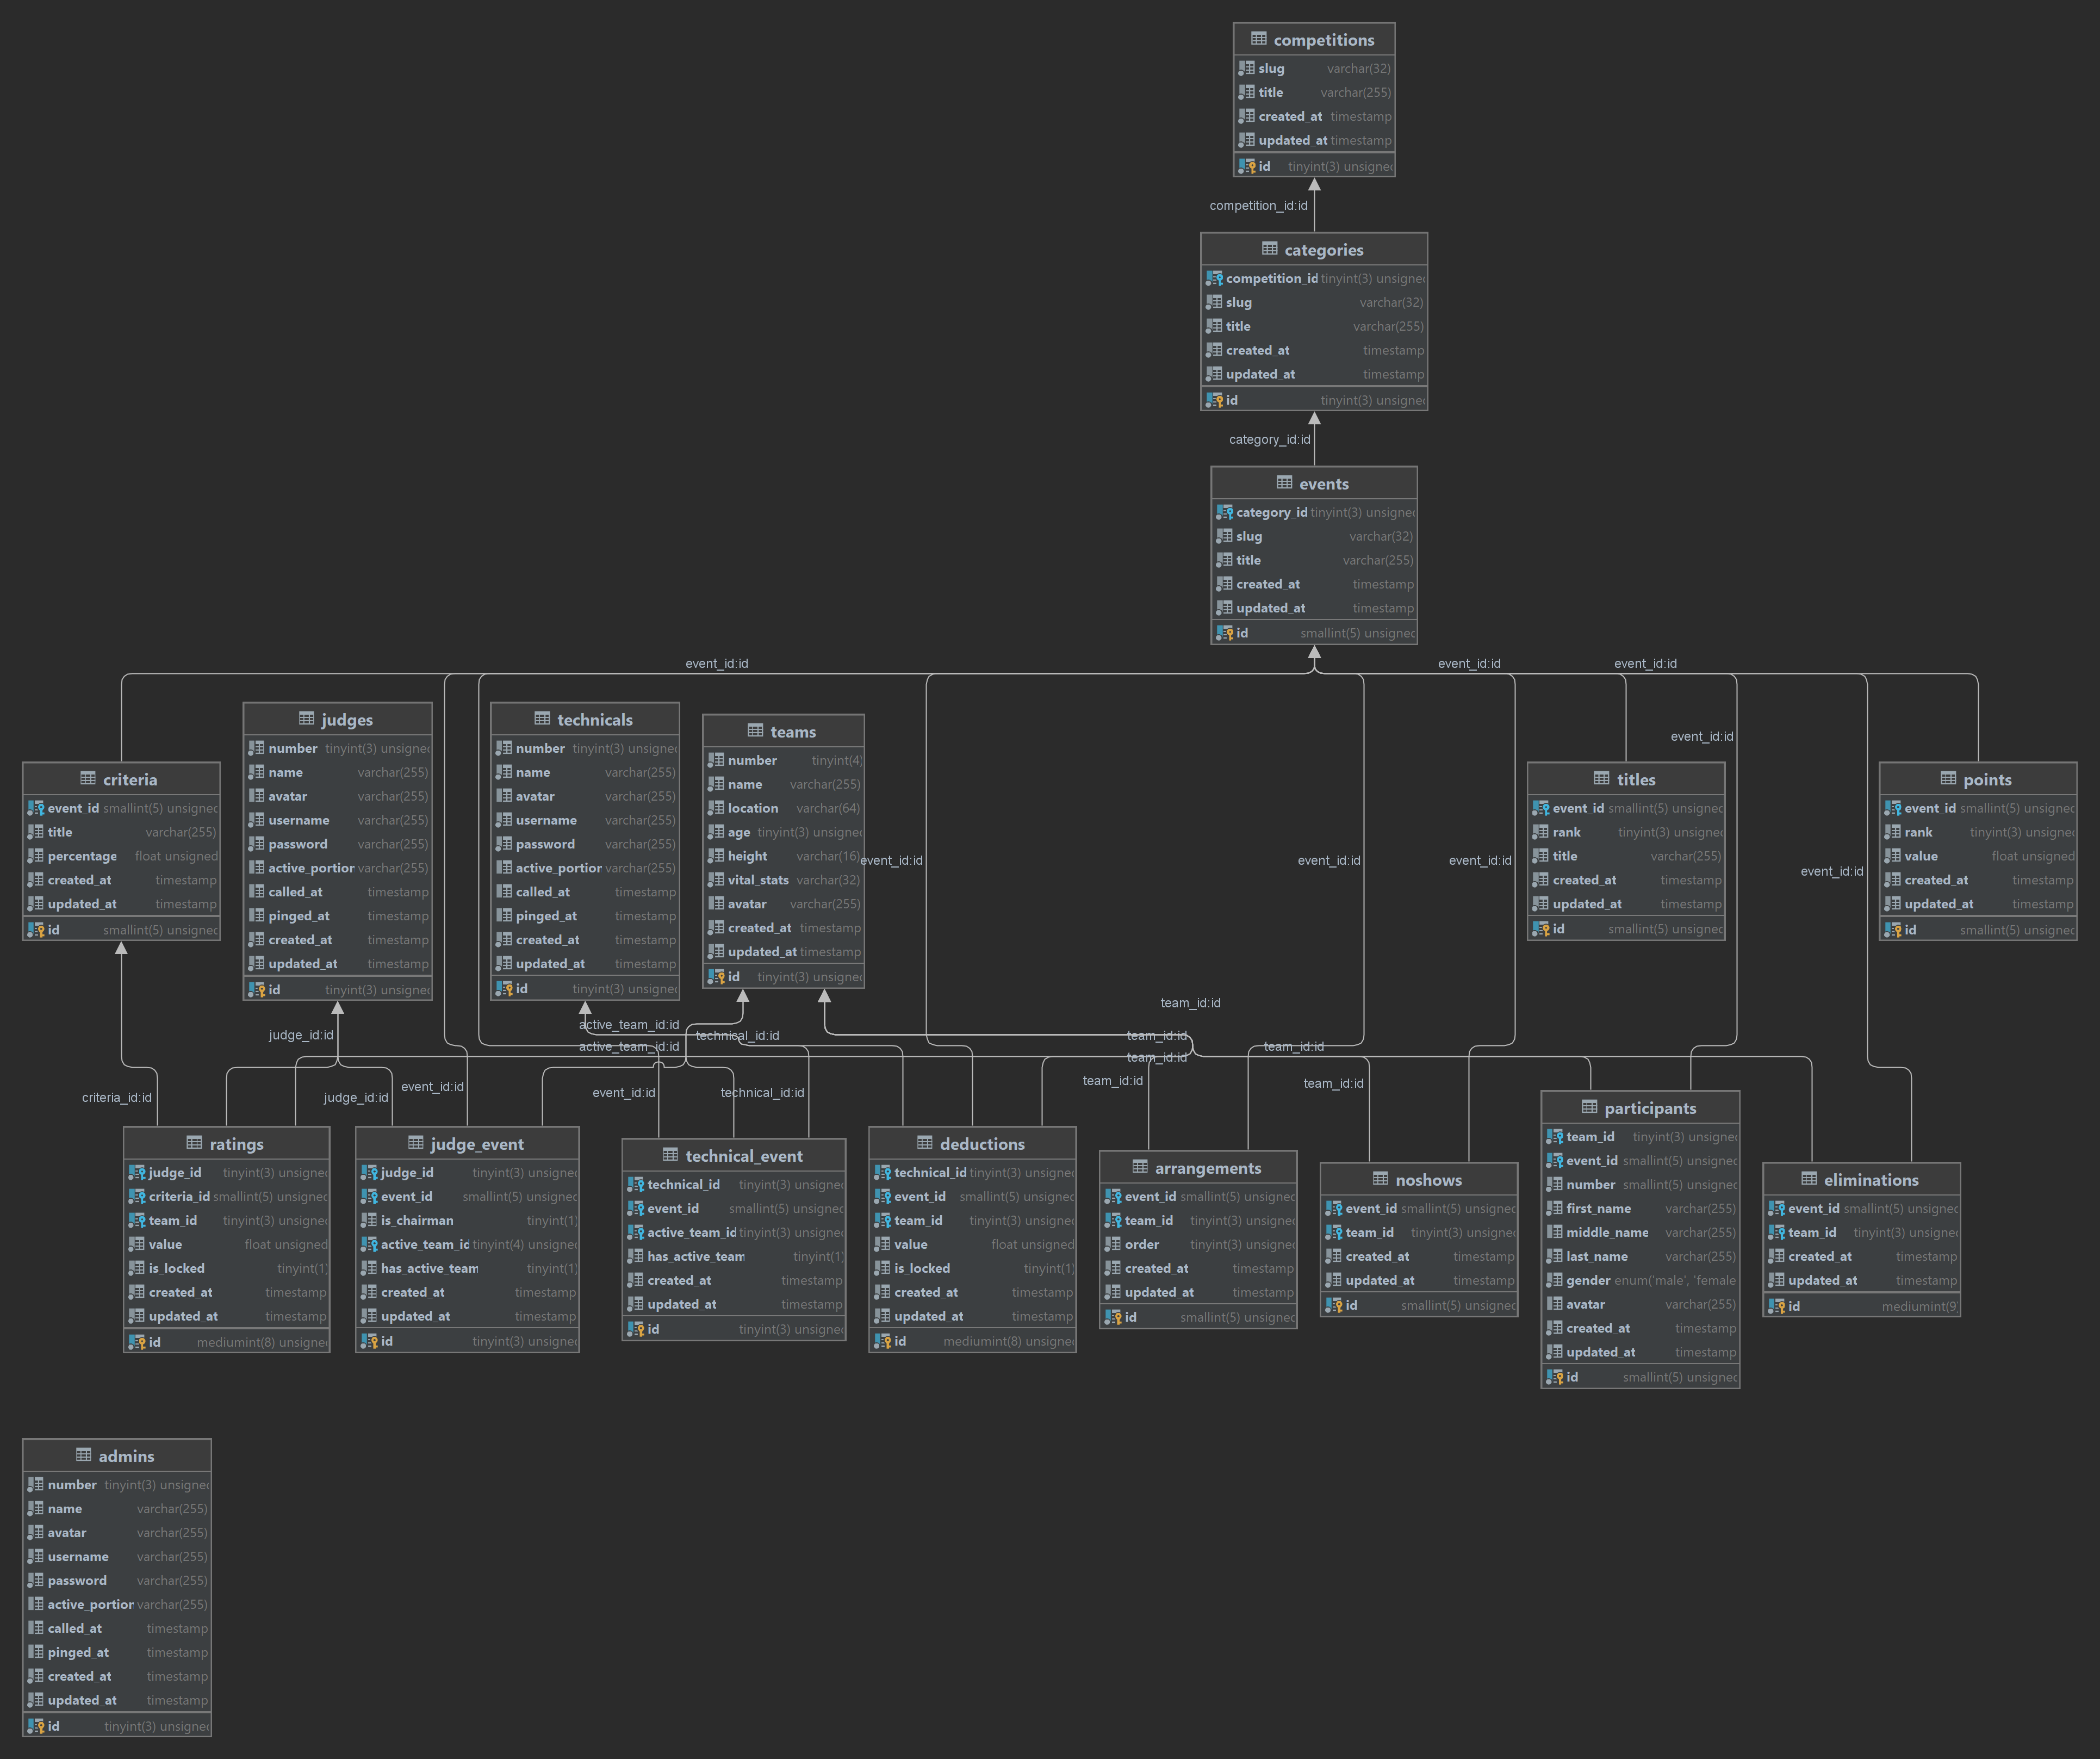 competitions
slug varchar(32)
title varchar(255)
created_at timestamp
updated_at timestamp
id tinyint(3) unsigned
competition_id:id
categories
competition_id tinyint(3) unsigned
slug varchar(32)
title varchar(255)
created_at timestamp
updated_at timestamp
id tinyint(3) unsigned
category_id:id
events
category_id tinyint(3) unsigned
slug varchar(32)
title varchar(255)
created_at timestamp
updated_at timestamp
id smallint(5) unsigned
event_id:id
event_id:id
event_id:id
event_id:id
event_id:id
event_id:id
event_id:id
event_id:id
criteria
event_id smallint(5) unsigned
title varchar(255)
percentage float unsigned
created_at timestamp
updated_at timestamp
id smallint(5) unsigned
judges
number tinyint(3) unsigned
name varchar(255)
avatar varchar(255)
username varchar(255)
password varchar(255)
active_portion varchar(255)
called_at timestamp
pinged_at timestamp
created_at timestamp
updated_at timestamp
id tinyint(3) unsigned
technicals
number tinyint(3) unsigned
name varchar(255)
avatar varchar(255)
username varchar(255)
password varchar(255)
active_portion varchar(255)
called_at timestamp
pinged_at timestamp
created_at timestamp
updated_at timestamp
id tinyint(3) unsigned
teams
number tinyint(4)
name varchar(255)
location varchar(64)
age tinyint(3) unsigned
height varchar(16)
vital_stats varchar(32)
avatar varchar(255)
created_at timestamp
updated_at timestamp
id tinyint(3) unsigned
titles
event_id smallint(5) unsigned
rank tinyint(3) unsigned
title varchar(255)
created_at timestamp
updated_at timestamp
id smallint(5) unsigned
points
event_id smallint(5) unsigned
rank tinyint(3) unsigned
value float unsigned
created_at timestamp
updated_at timestamp
id smallint(5) unsigned
team_id:id
active_team_id:id
judge_id:id
technical_id:id
team_id:id
active_team_id:id
team_id:id
team_id:id
team_id:id
team_id:id
criteria_id:id
judge_id:id
event_id:id
event_id:id
technical_id:id
ratings
judge_id tinyint(3) unsigned
criteria_id smallint(5) unsigned
team_id tinyint(3) unsigned
value float unsigned
is_locked tinyint(1)
created_at timestamp
updated_at timestamp
id mediumint(8) unsigned
judge_event
judge_id tinyint(3) unsigned
event_id smallint(5) unsigned
is_chairman tinyint(1)
active_team_id tinyint(4) unsigned
has_active_team tinyint(1)
created_at timestamp
updated_at timestamp
id tinyint(3) unsigned
technical_event
technical_id tinyint(3) unsigned
event_id smallint(5) unsigned
active_team_id tinyint(3) unsigned
has_active_team tinyint(1)
created_at timestamp
updated_at timestamp
id tinyint(3) unsigned
deductions
technical_id tinyint(3) unsigned
event_id smallint(5) unsigned
team_id tinyint(3) unsigned
value float unsigned
is_locked tinyint(1)
created_at timestamp
updated_at timestamp
id mediumint(8) unsigned
arrangements
event_id smallint(5) unsigned
team_id tinyint(3) unsigned
order tinyint(3) unsigned
created_at timestamp
updated_at timestamp
id smallint(5) unsigned
noshows
event_id smallint(5) unsigned
team_id tinyint(3) unsigned
created_at timestamp
updated_at timestamp
id smallint(5) unsigned
participants
team_id tinyint(3) unsigned
event_id smallint(5) unsigned
number smallint(5) unsigned
first_name varchar(255)
middle_name varchar(255)
last_name varchar(255)
gender enum('male', 'female
avatar varchar(255)
created_at timestamp
updated_at timestamp
id smallint(5) unsigned
eliminations
event_id smallint(5) unsigned
team_id tinyint(3) unsigned
created_at timestamp
updated_at timestamp
id mediumint(9)
admins
number tinyint(3) unsigned
name varchar(255)
avatar varchar(255)
username varchar(255)
password varchar(255)
active_portion varchar(255)
called_at timestamp
pinged_at timestamp
created_at timestamp
updated_at timestamp
id tinyint(3) unsigned